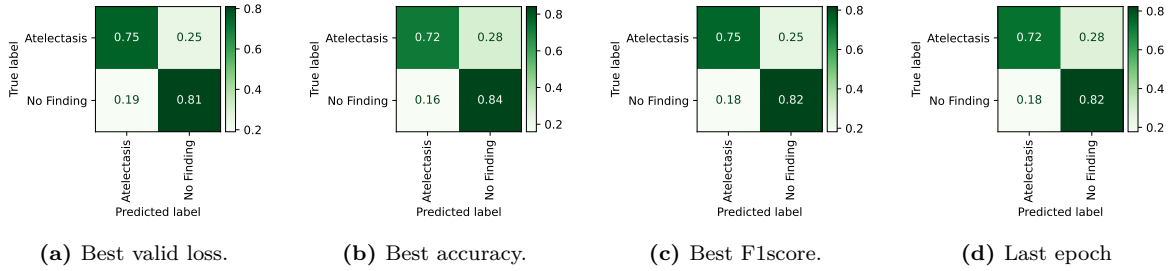 True label
Atelectasis
No Finding
0.75
0.25
0.19
0.81
0.8
0.6
0.4
0.2
Atelectasis
No Finding
Predicted label
(a) Best valid loss.
True label
Atelectasis
No Finding
0.72
0.28
0.16
0.84
0.8
0.6
0.4
0.2
Atelectasis
No Finding
Predicted label
(b) Best accuracy.
True label
Atelectasis
No Finding
0.75
0.25
0.18
0.82
0.8
0.6
0.4
0.2
Atelectasis
No Finding
Predicted label
(c) Best F1score.
True label
Atelectasis
No Finding
0.72
0.28
0.18
0.82
0.8
0.6
0.4
0.2
Atelectasis
No Finding
Predicted label
(d) Last epoch